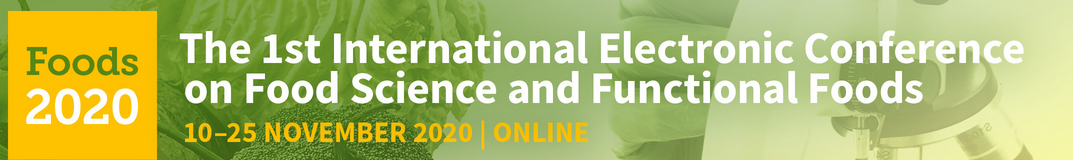 Foods
2020
The 1st International Electronic Conference
on Food Science and Functional Foods
10–25 NOVEMBER 2020 | ONLINE